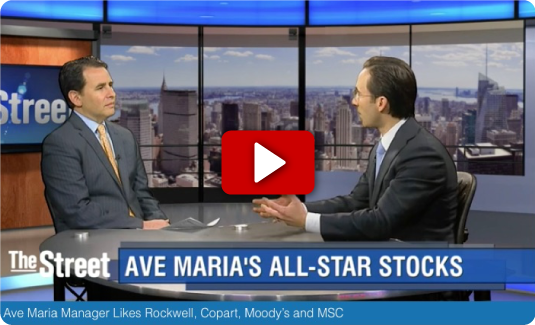 Street
The Street AVE MARIA'S ALL-STAR STOCKS
Ave Maria Manager Likes Rockwell, Copart, Moody's and MSC